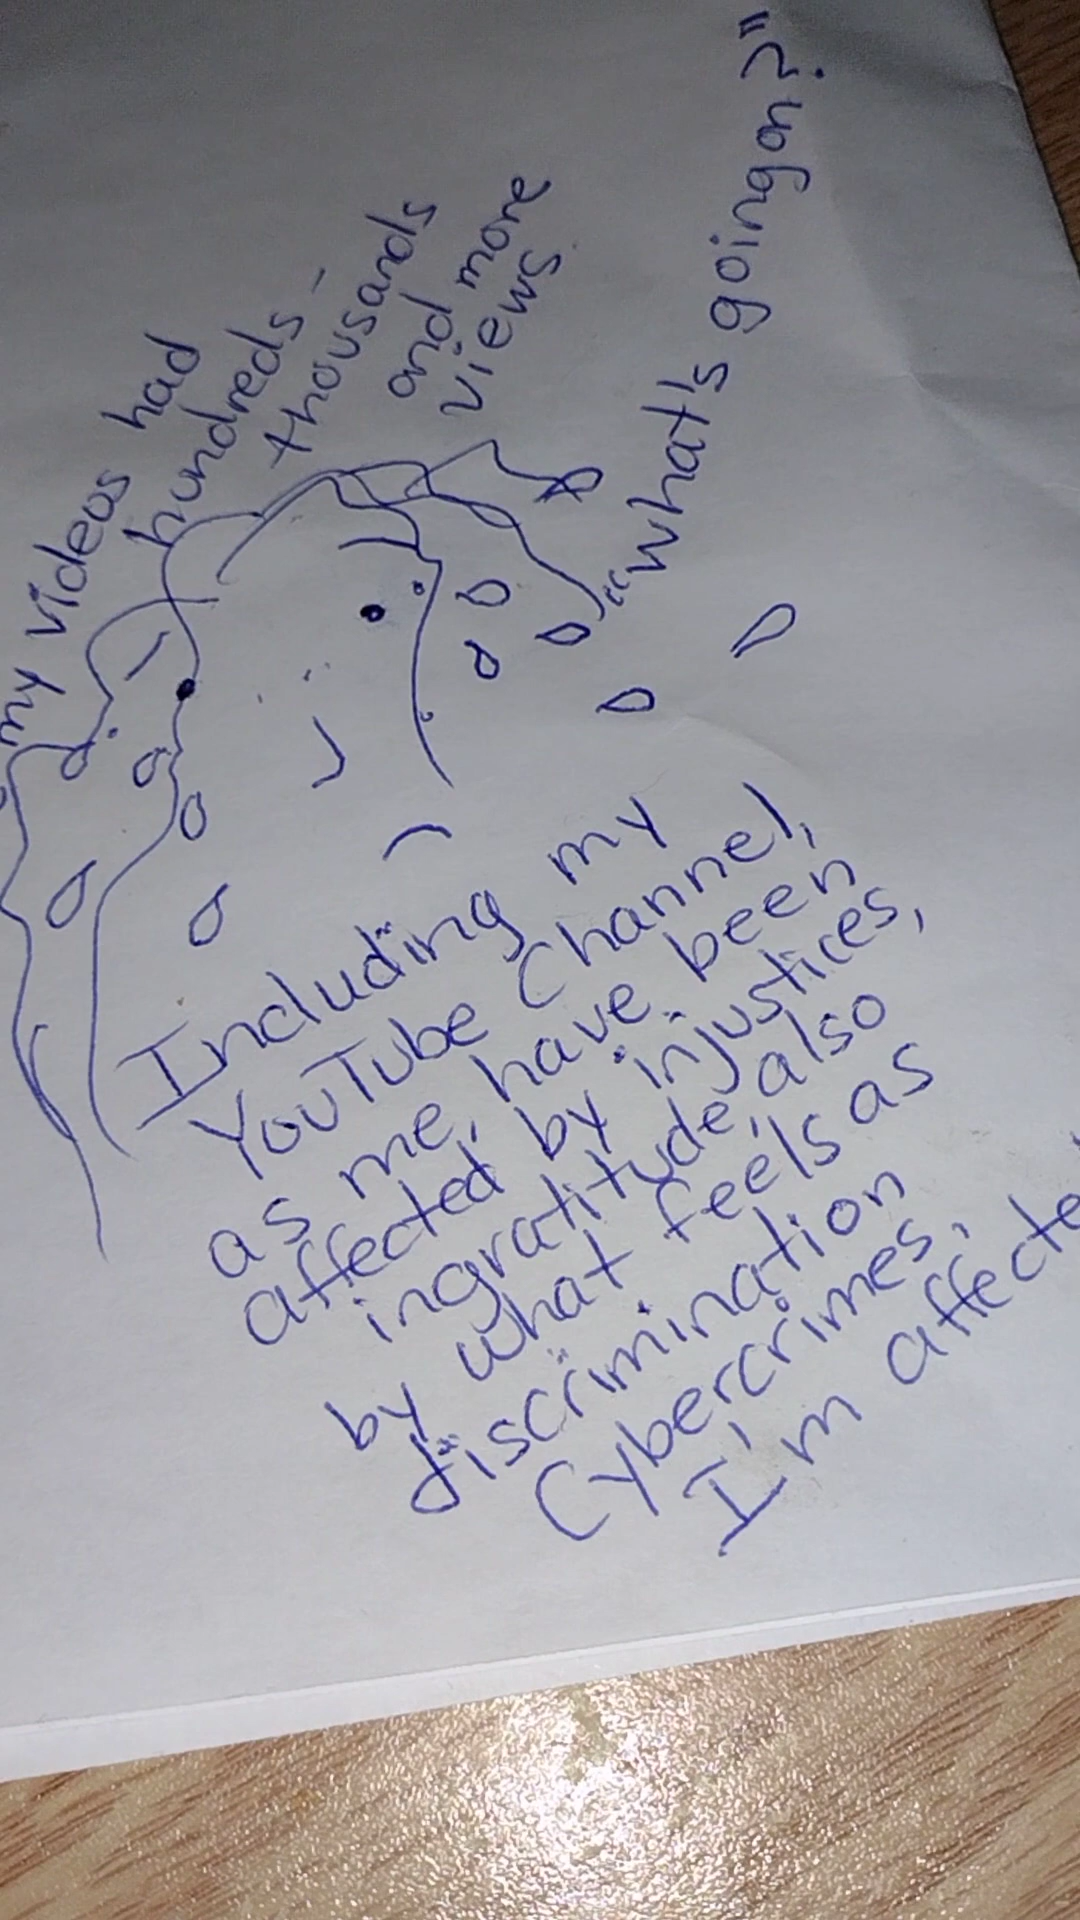 my videos had
hundreds -
thousands
and more
views
"what's going on?"
Including my
YouTube Channel,
as me, have been
affected by injustices,
ingratitude, also
by what feels as
discrimination
Cybercrimes,
I'm